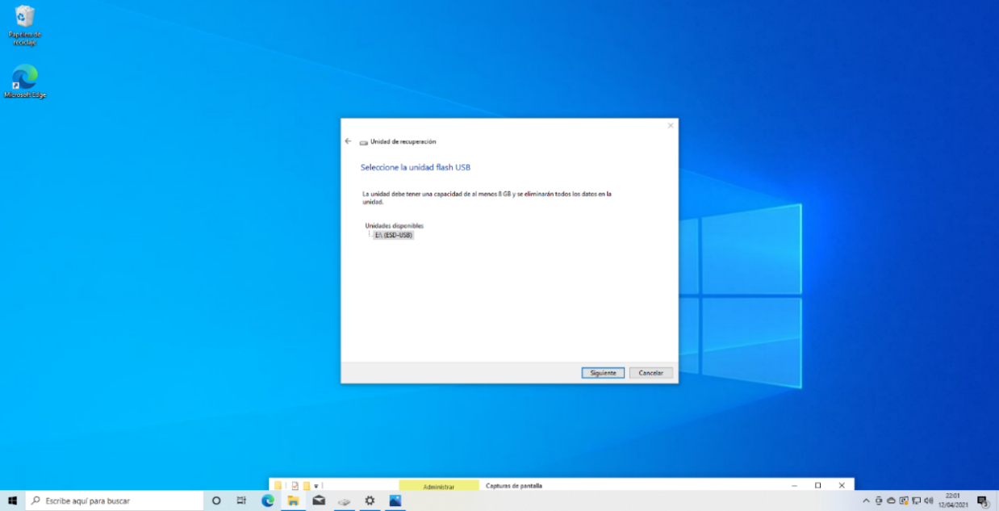 Papelera de
reciclaje
Microsoft Edge
Unidad de recuperación
Seleccione la unidad flash USB
La unidad debe tener una capacidad de al menos 8 GB y se eliminarán todos los datos en la
unidad.
Unidades disponibles
E:\ (ESD-USB)
Siguiente
Cancelar
Administrar
Capturas de pantalla
Escribe aquí para buscar
22:01
12/04/2021
3